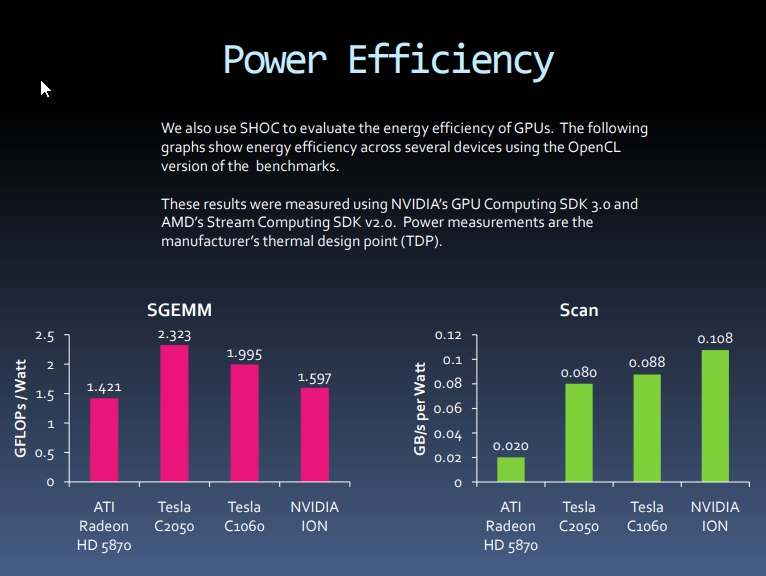 Power Efficiency
We also use SHOC to evaluate the energy efficiency of GPUs. The following
graphs show energy efficiency across several devices using the OpenCL
version of the benchmarks.
These results were measured using NVIDIA's GPU Computing SDK 3.0 and
AMD's Stream Computing SDK v2.0. Power measurements are the
manufacturer's thermal design point (TDP).
SGEMM
GFLOPs / Watt
2.5
2
1.5
1
0.5
0
1.421
2.323
1.995
1.597
ATI
Radeon
HD 5870
Tesla
C2050
Tesla
C1060
NVIDIA
ION
Scan
GB/s per Watt
0.12
0.1
0.08
0.06
0.04
0.02
0
0.020
0.080
0.088
0.108
ATI
Radeon
HD 5870
Tesla
C2050
Tesla
C1060
NVIDIA
ION